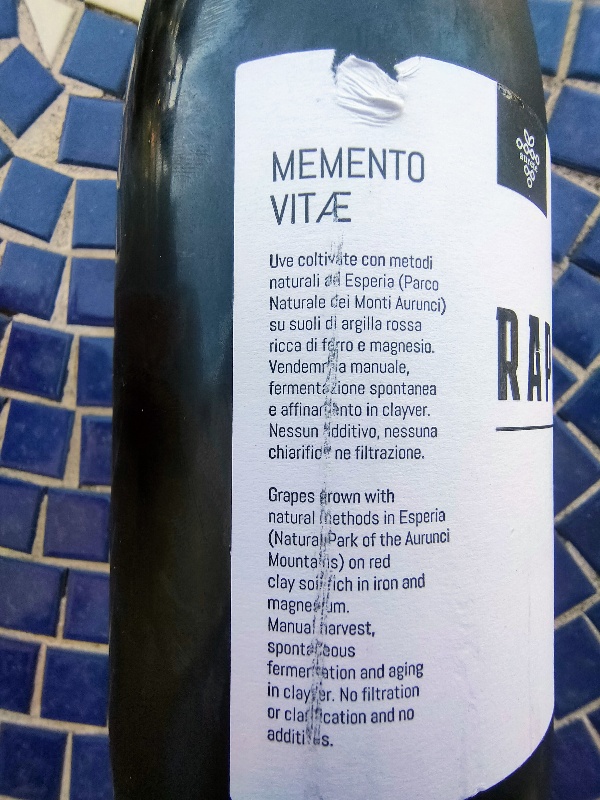 MEMENTO
VITÆ
Uve coltivate con metodi
naturali ad Esperia (Parco
Naturale dei Monti Aurunci)
su suoli di argilla rossa
ricca di ferro e magnesio.
Vendemmia manuale,
fermentazione spontanea
e affinamento in clayver.
Nessun additivo, nessuna
chiarifica ne filtrazione.
Grapes grown with
natural methods in Esperia
(Natural Park of the Aurunci
Mountains) on red
clay soil rich in iron and
magnesium.
Manual harvest,
spontaneous
fermentation and aging
in clayver. No filtration
or clarification and no
additives.
RAP